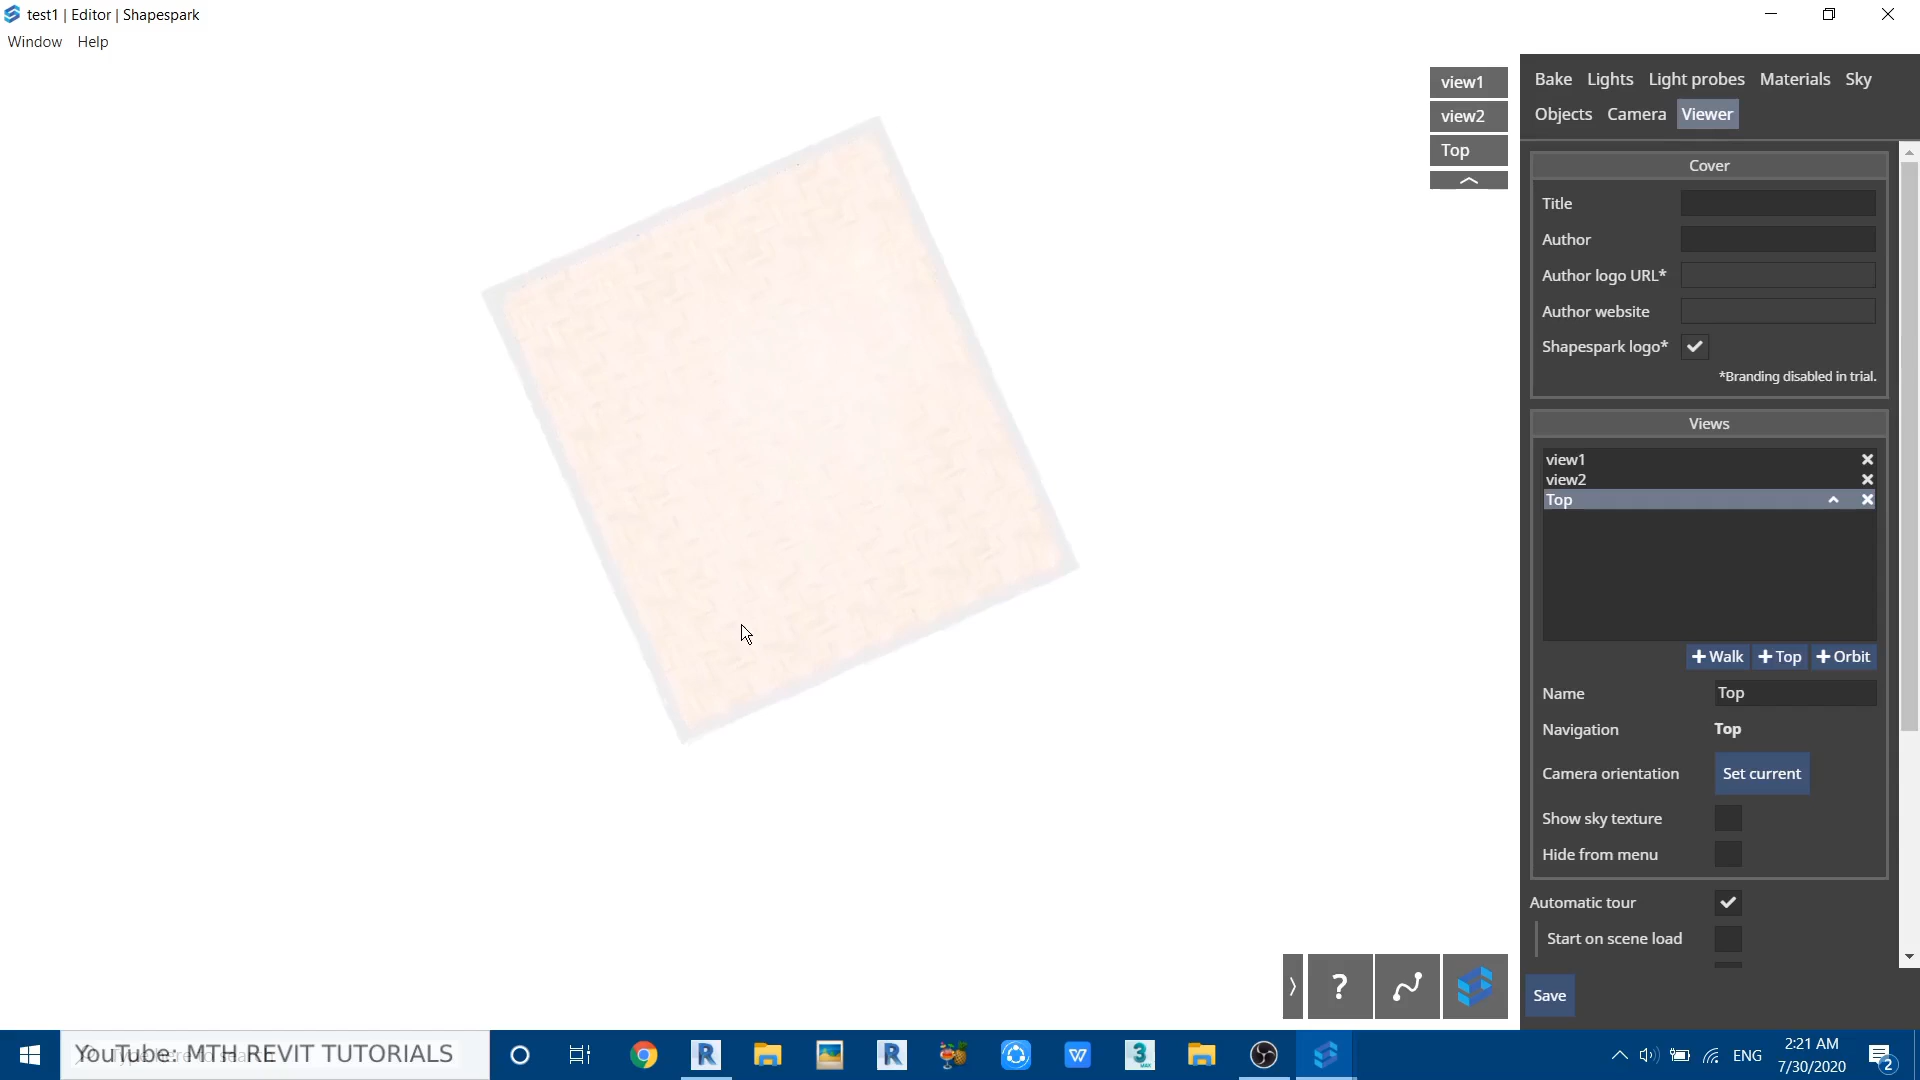 test1 | Editor | Shapespark
Window Help
view1
view2
Top
Bake Lights Light probes Materials Sky
Objects Camera Viewer
Cover
Title
Author
Author logo URL*
Author website
Shapespark logo*
*Branding disabled in trial.
Views
view1
view2
Top
+ Walk + Top + Orbit
Name Top
Navigation Top
Camera orientation Set current
Show sky texture
Hide from menu
Automatic tour
Start on scene load
Save
?
YouTube: MTH REVIT TUTORIALS
ENG
2:21 AM
7/30/2020
2